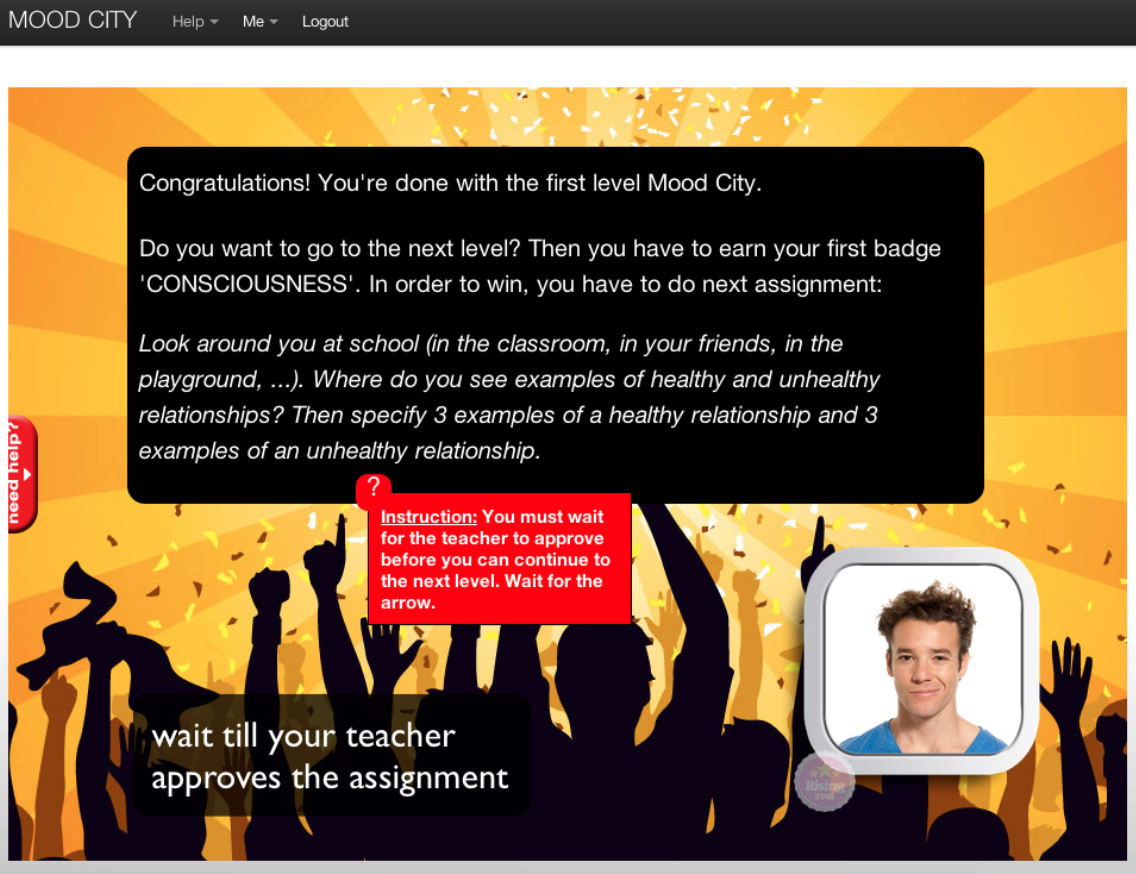 MOOD CITY Help Me Logout
Congratulations! You're done with the first level Mood City.
Do you want to go to the next level? Then you have to earn your first badge
'CONSCIOUSNESS'. In order to win, you have to do next assignment:
Look around you at school (in the classroom, in your friends, in the
playground, ...). Where do you see examples of healthy and unhealthy
relationships? Then specify 3 examples of a healthy relationship and 3
examples of an unhealthy relationship.
need help?
?
Instruction: You must wait
for the teacher to approve
before you can continue to
the next level. Wait for the
arrow.
wait till your teacher
approves the assignment
Rising